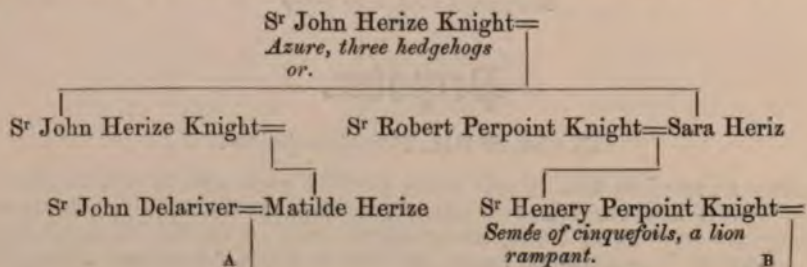 Sʳ John Herize Knight=
Azure, three hedgehogs
or.
Sʳ John Herize Knight= Sʳ Robert Perpoint Knight=Sara Heriz
Sʳ John Delariver=Matilde Herize Sʳ Henery Perpoint Knight=
Semée of cinquefoils, a lion
A rampant. B